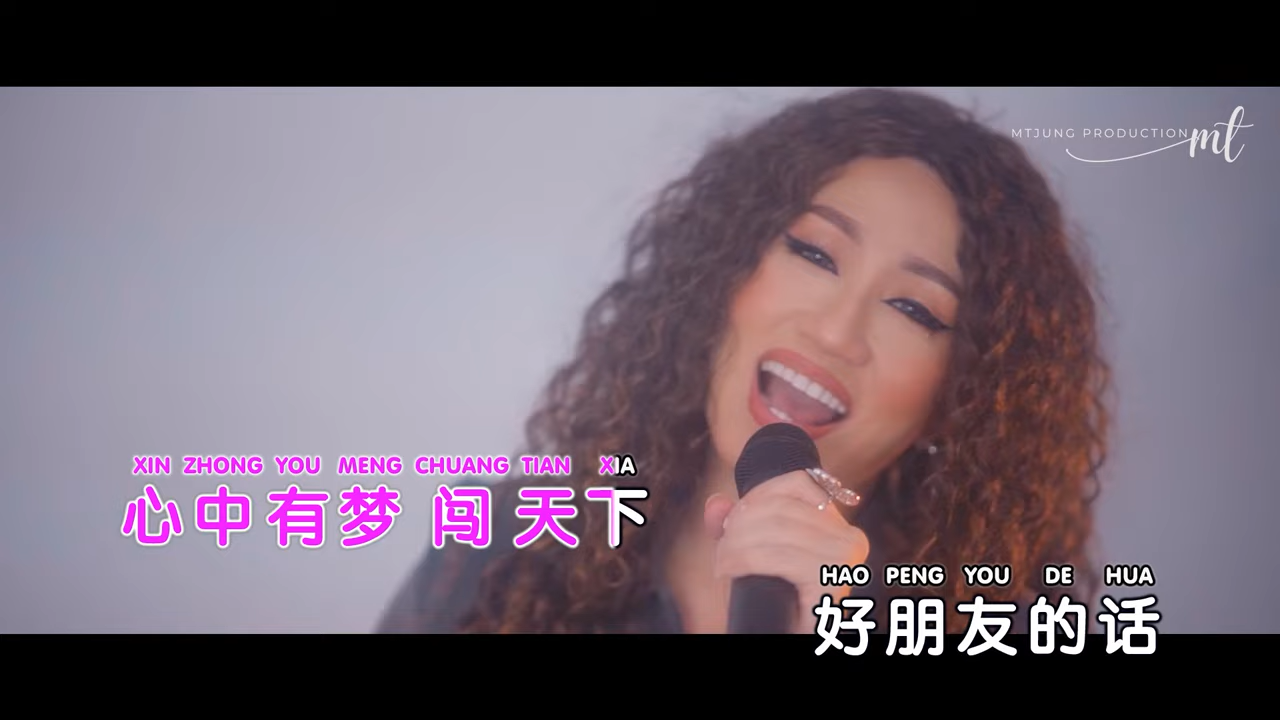 MTJUNG PRODUCTION mt
XIN ZHONG YOU MENG CHUANG TIAN XIA
心中有梦 闯 天下
HAO PENG YOU DE HUA
好朋友的话